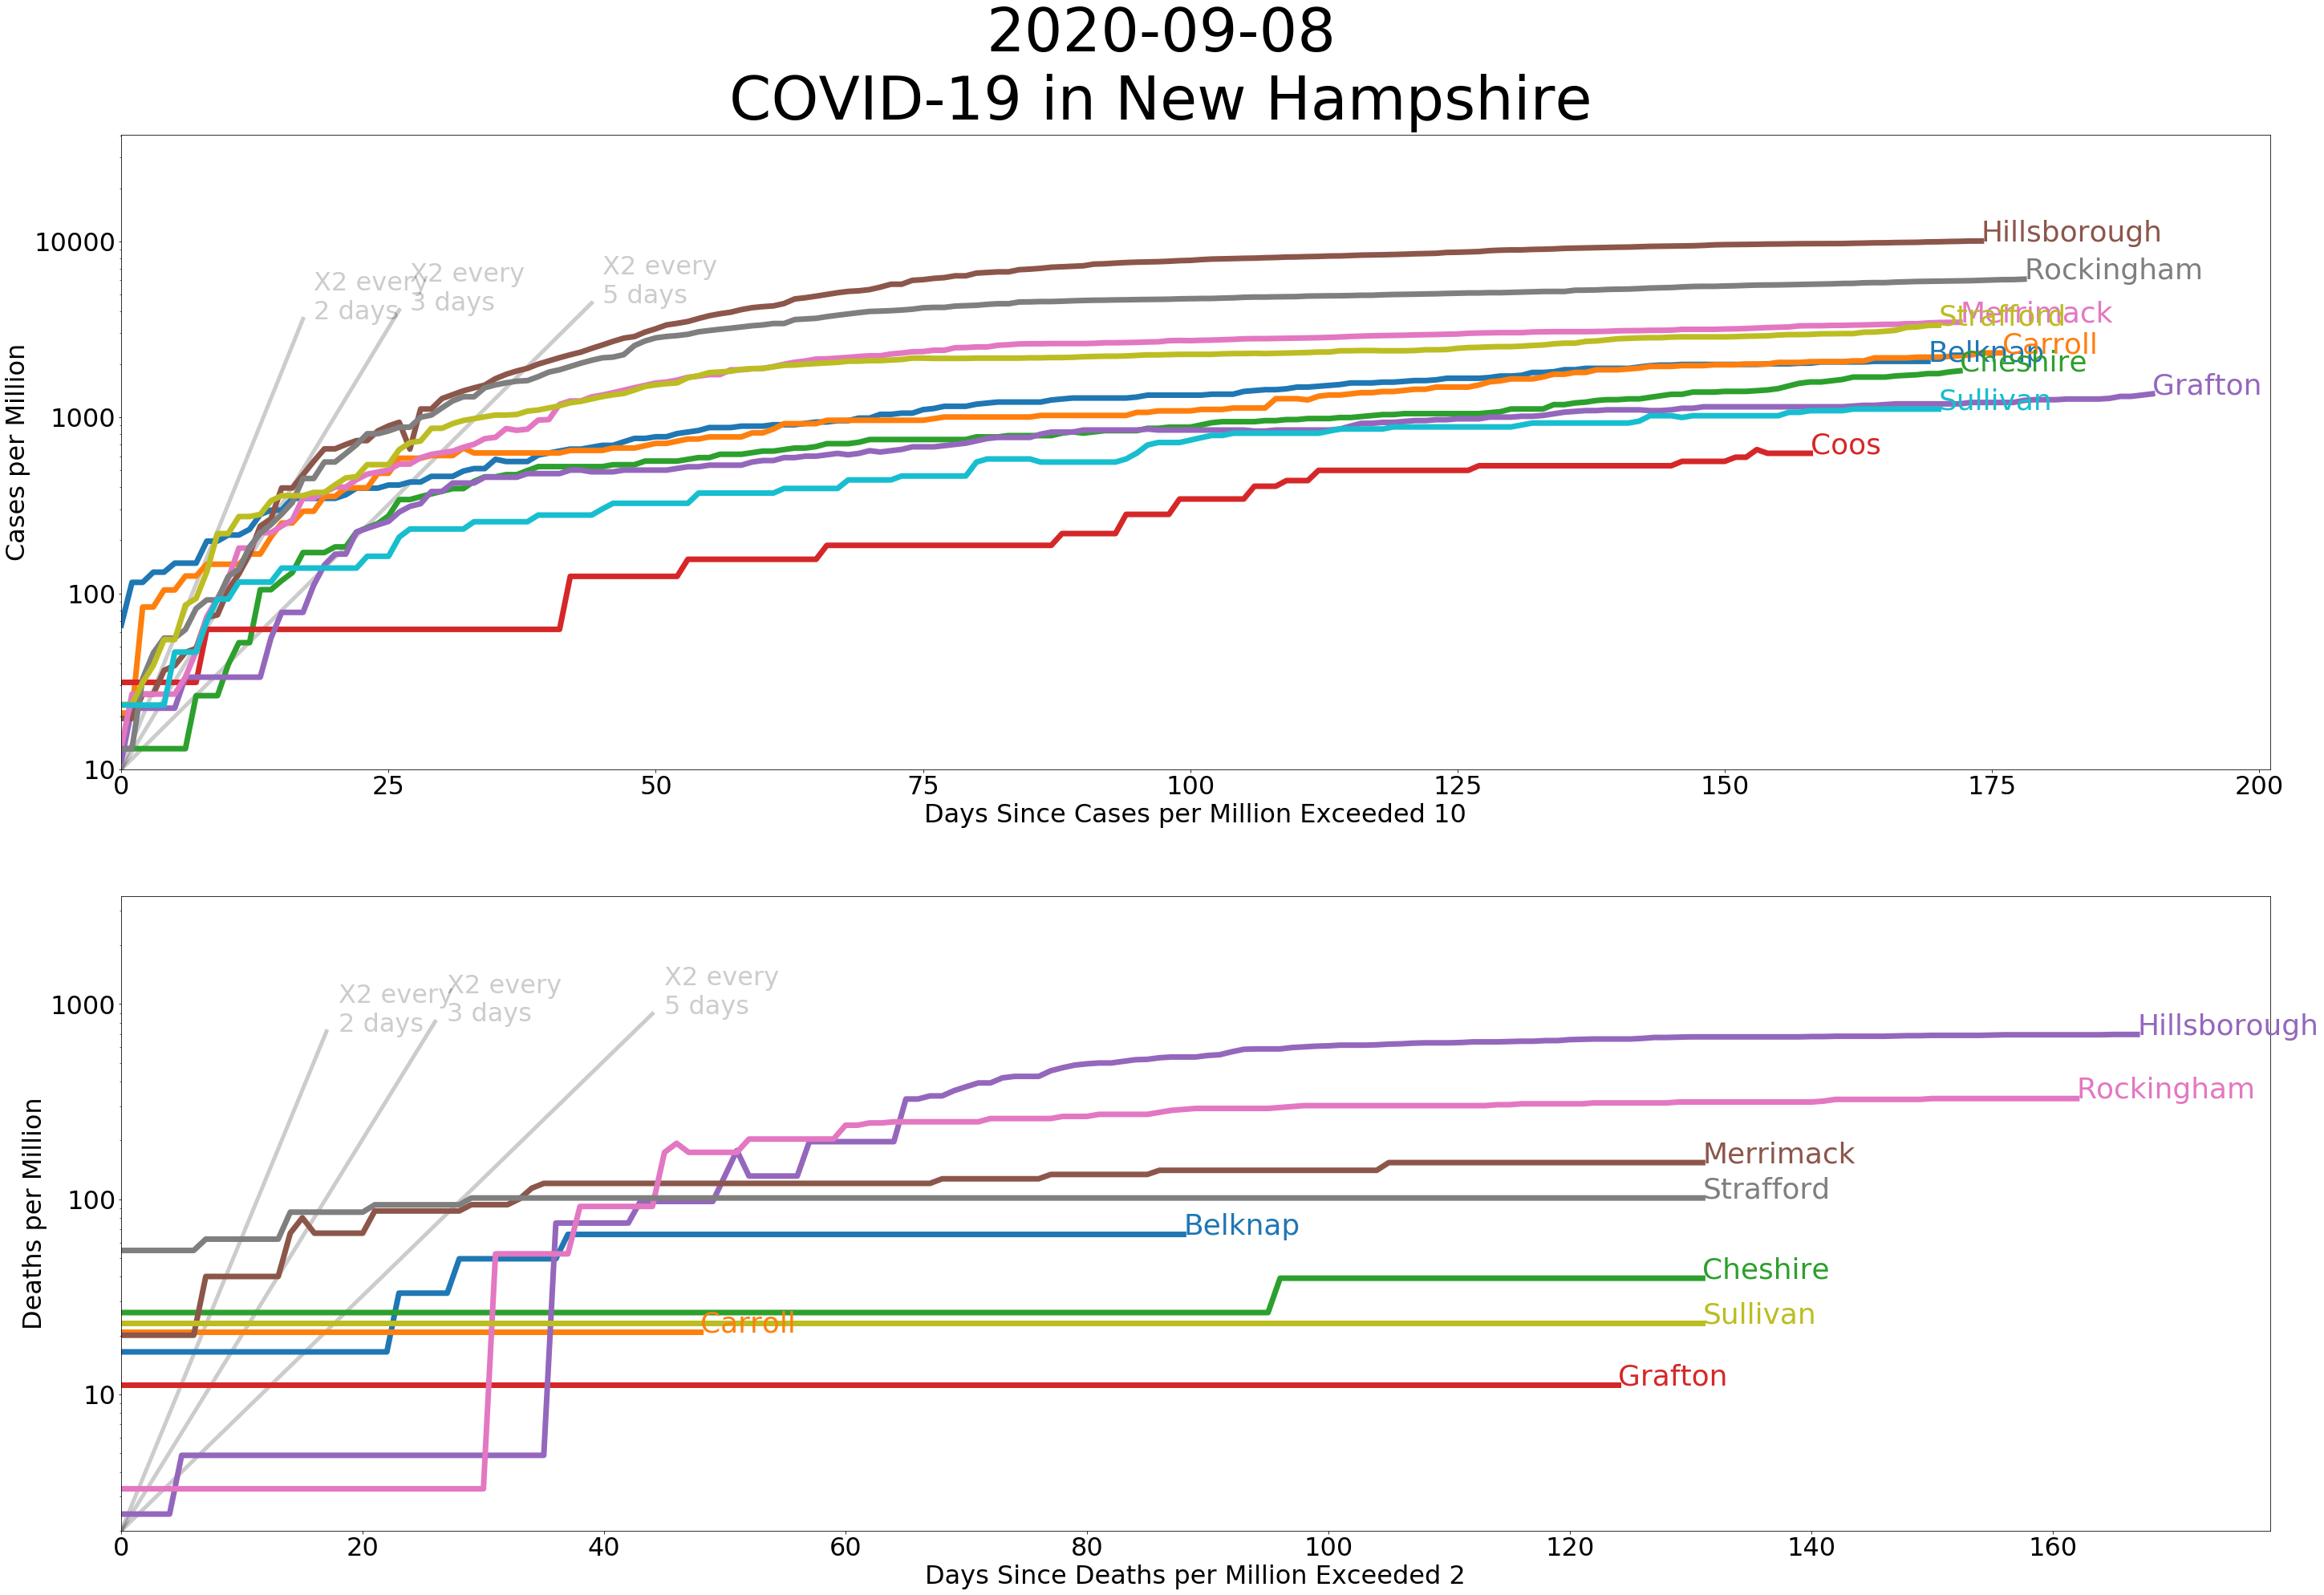 2020-09-08
COVID-19 in New Hampshire
Cases per Million
10000
1000
100
10
X2 every
2 days
X2 every
3 days
X2 every
5 days
Hillsborough
Rockingham
Merrimack
Strafford
Carroll
Belknap
Cheshire
Grafton
Sullivan
Coos
0 25 50 75 100 125 150 175 200
Days Since Cases per Million Exceeded 10
Deaths per Million
1000
100
10
X2 every
2 days
X2 every
3 days
X2 every
5 days
Hillsborough
Rockingham
Merrimack
Strafford
Belknap
Cheshire
Sullivan
Carroll
Grafton
0 20 40 60 80 100 120 140 160
Days Since Deaths per Million Exceeded 2